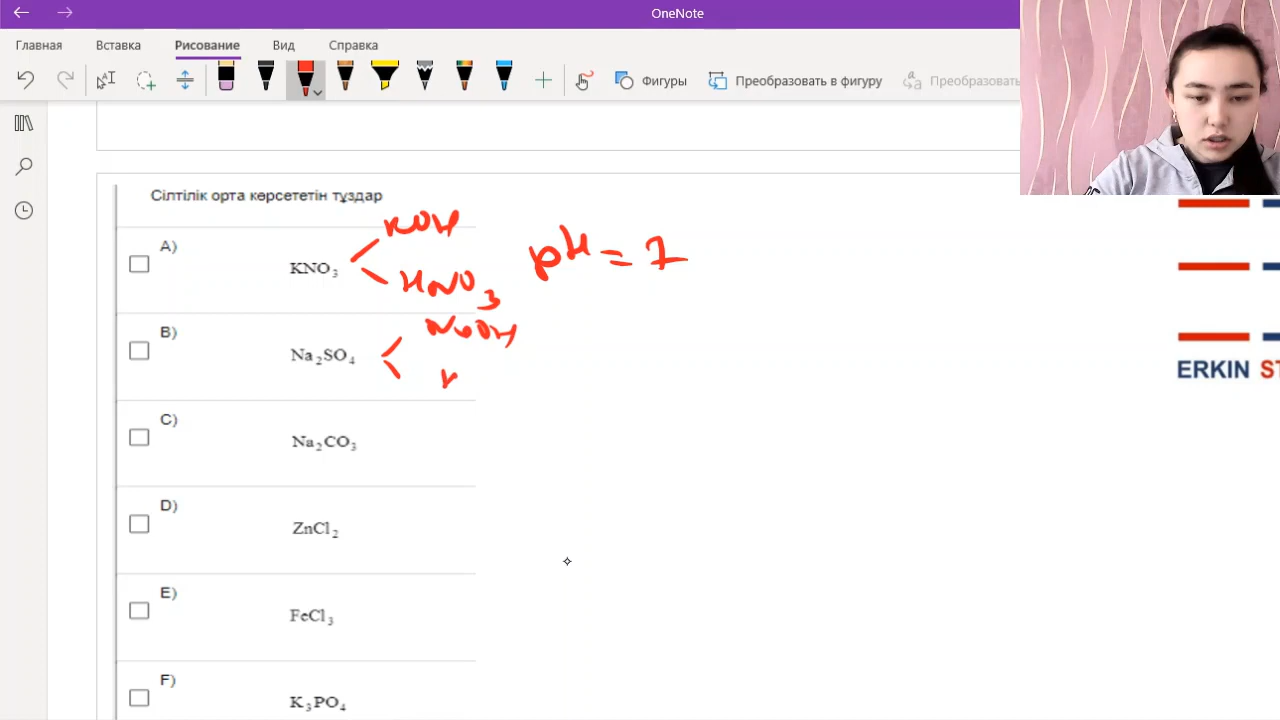 OneNote
Главная Вставка Рисование Вид Справка
Фигуры Преобразовать в фигуру Преобразовать
Сілтілік орта көрсететін тұздар
A)
KNO₃
KOH
HNO₃
pH = 7
B)
Na₂SO₄
NaOH
C)
Na₂CO₃
D)
ZnCl₂
E)
FeCl₃
F)
K₃PO₄
ERKIN ST